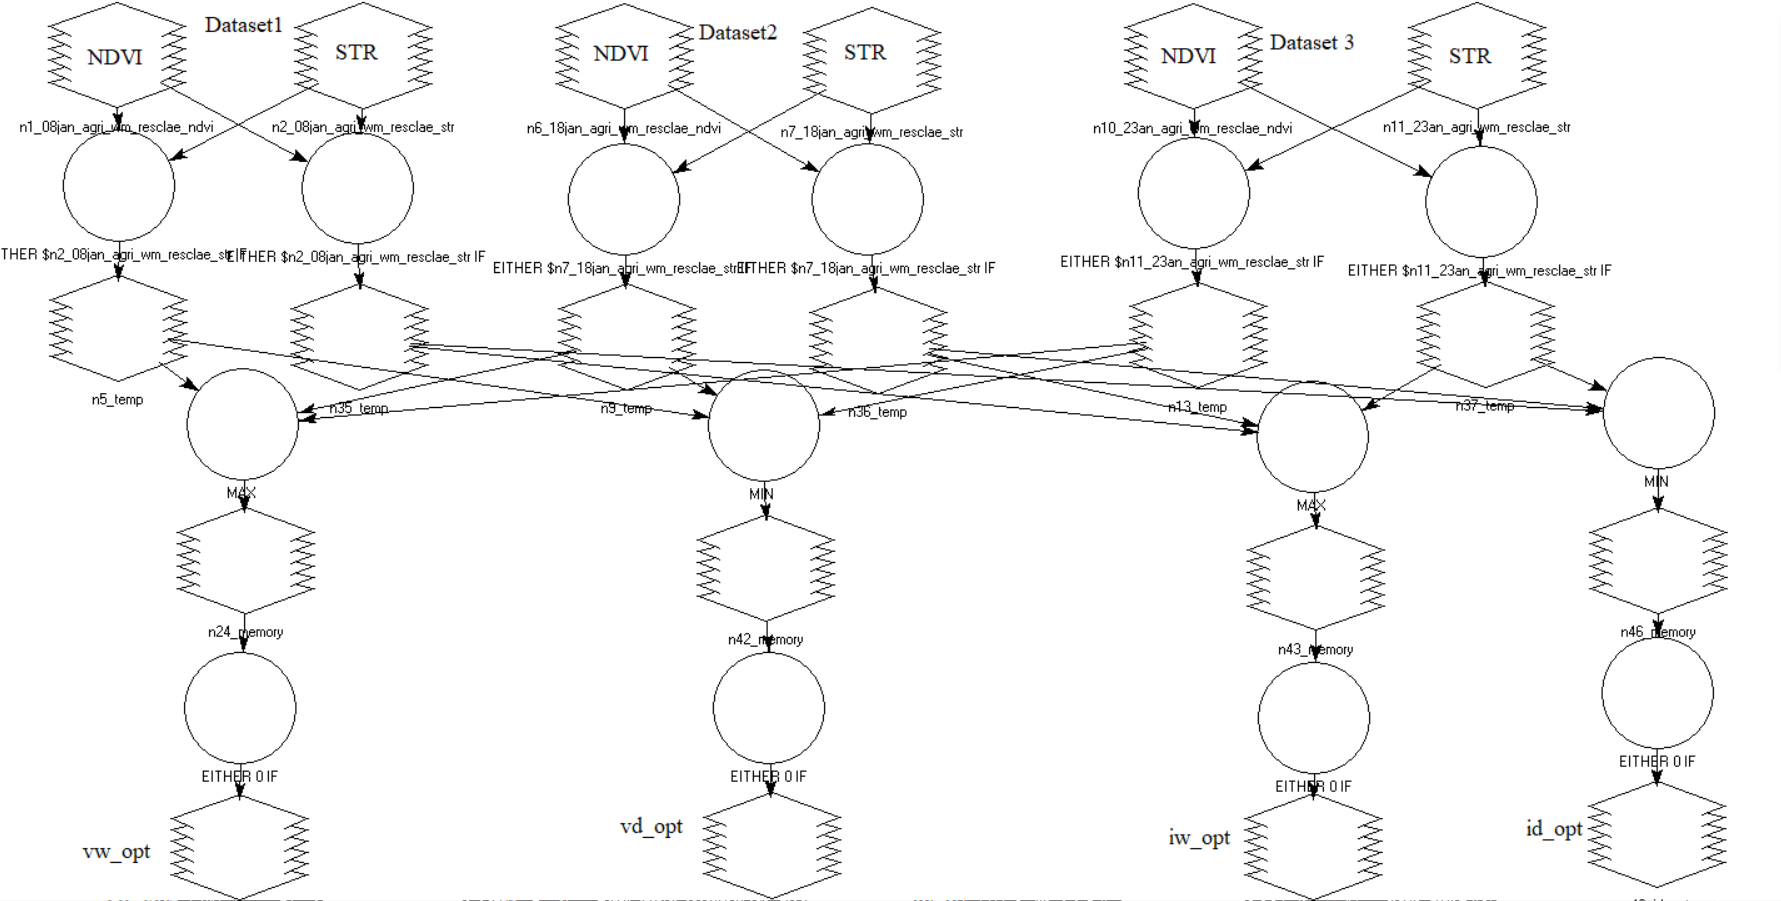 Dataset1
Dataset2
Dataset 3
NDVI
STR
NDVI
STR
NDVI
STR
n1_08jan_agri_wm_resclae_ndvi
n2_08jan_agri_wm_resclae_str
n6_18jan_agri_wm_resclae_ndvi
n7_18jan_agri_wm_resclae_str
n10_23an_agri_wm_resclae_ndvi
n11_23an_agri_wm_resclae_str
THER $n2_08jan_agri_wm_resclae_str IF
EITHER $n2_08jan_agri_wm_resclae_str IF
EITHER $n7_18jan_agri_wm_resclae_str IF
EITHER $n7_18jan_agri_wm_resclae_str IF
EITHER $n11_23an_agri_wm_resclae_str IF
EITHER $n11_23an_agri_wm_resclae_str IF
n5_temp
n35_temp
n9_temp
n36_temp
n13_temp
n37_temp
MAX
MIN
MAX
MIN
n24_memory
n42_memory
n43_memory
n46_memory
EITHER 0 IF
EITHER 0 IF
EITHER 0 IF
EITHER 0 IF
vw_opt
vd_opt
iw_opt
id_opt